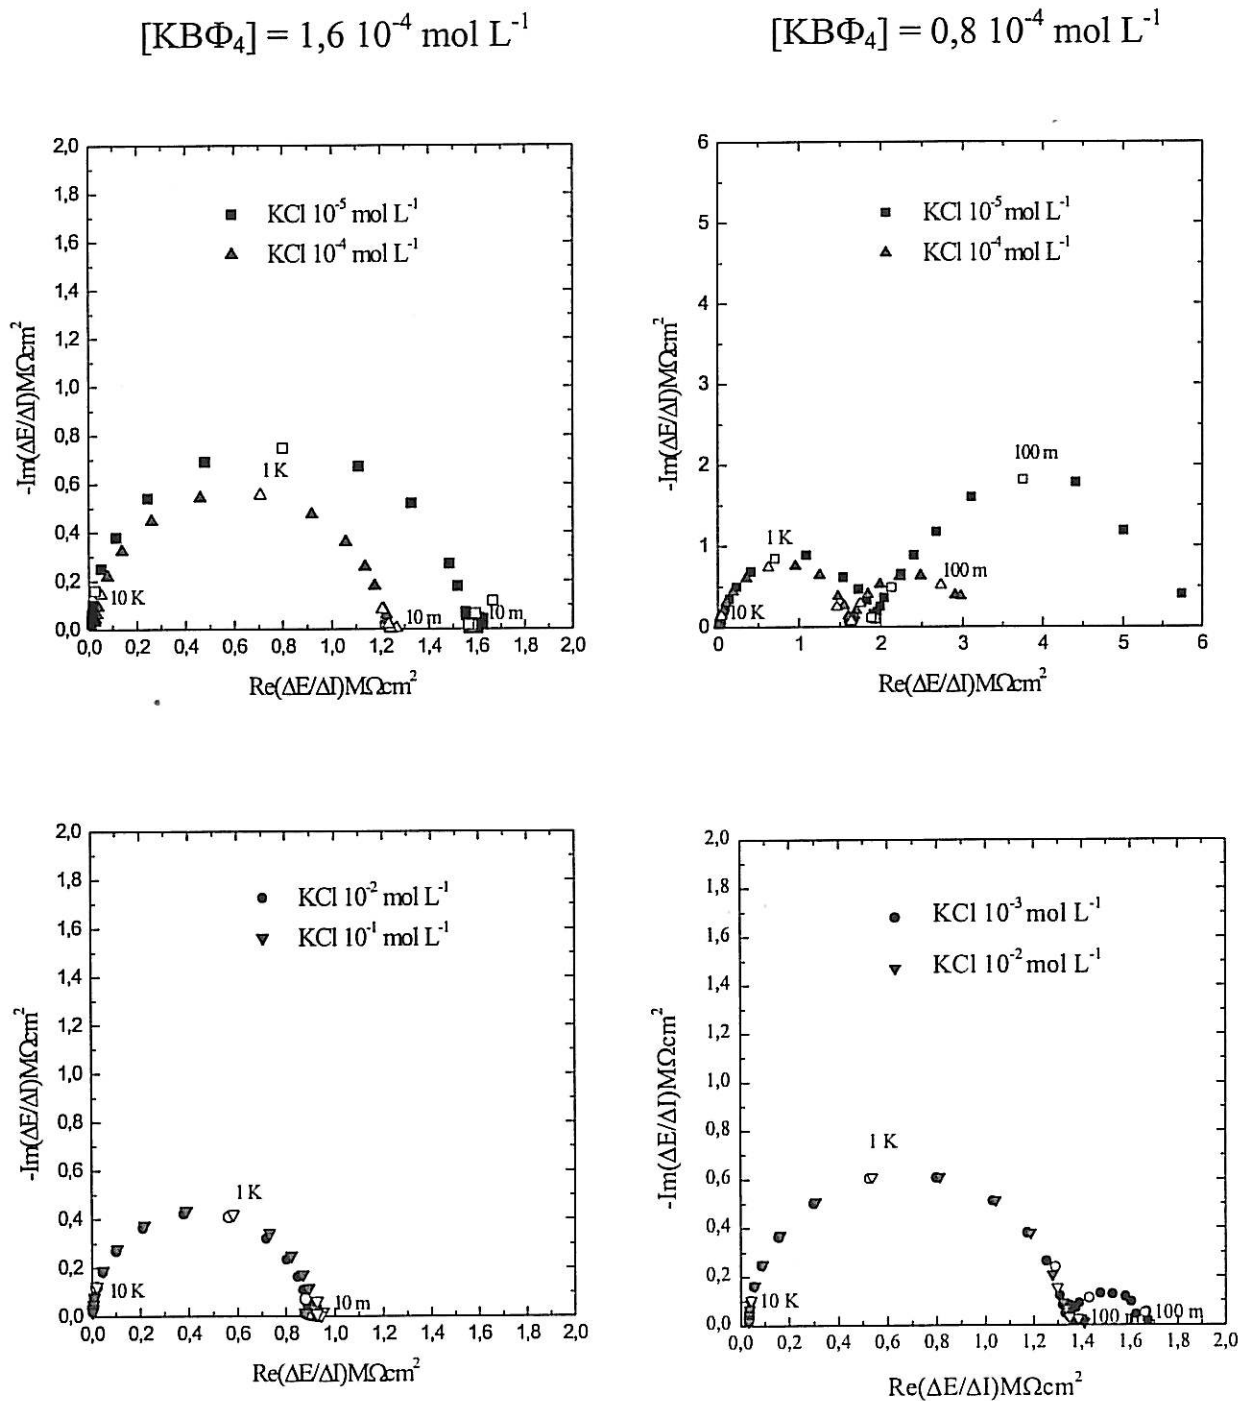 [KBΦ₄] = 1,6 10⁻⁴ mol L⁻¹
[KBΦ₄] = 0,8 10⁻⁴ mol L⁻¹
2,0
1,8
1,6
1,4
1,2
1,0
0,8
0,6
0,4
0,2
0,0
-Im(ΔE/ΔI)MΩcm²
KCl 10⁻⁵ mol L⁻¹
KCl 10⁻⁴ mol L⁻¹
1 K
10 K
10 m
10 m
0,0 0,2 0,4 0,6 0,8 1,0 1,2 1,4 1,6 1,8 2,0
Re(ΔE/ΔI)MΩcm²
6
5
4
3
2
1
0
-Im(ΔE/ΔI)MΩcm²
KCl 10⁻⁵ mol L⁻¹
KCl 10⁻⁴ mol L⁻¹
100 m
1 K
100 m
10 K
0 1 2 3 4 5 6
Re(ΔE/ΔI)MΩcm²
2,0
1,8
1,6
1,4
1,2
1,0
0,8
0,6
0,4
0,2
0,0
-Im(ΔE/ΔI)MΩcm²
KCl 10⁻² mol L⁻¹
KCl 10⁻¹ mol L⁻¹
1 K
10 K
10 m
0,0 0,2 0,4 0,6 0,8 1,0 1,2 1,4 1,6 1,8 2,0
Re(ΔE/ΔI)MΩcm²
2,0
1,8
1,6
1,4
1,2
1,0
0,8
0,6
0,4
0,2
0,0
-Im(ΔE/ΔI)MΩcm²
KCl 10⁻³ mol L⁻¹
KCl 10⁻² mol L⁻¹
1 K
10 K
100 m
100 m
0,0 0,2 0,4 0,6 0,8 1,0 1,2 1,4 1,6 1,8 2,0
Re(ΔE/ΔI)MΩcm²